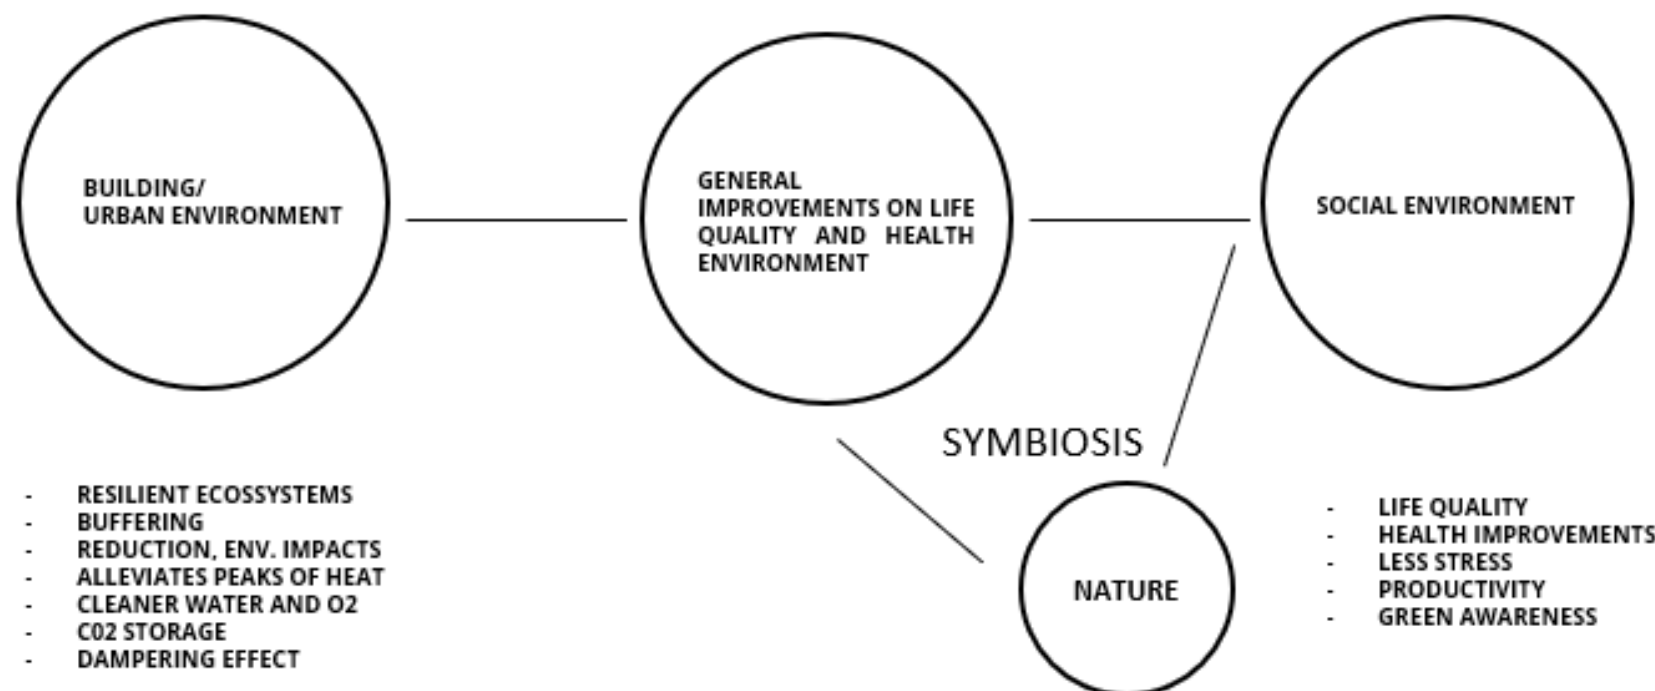 BUILDING/
URBAN ENVIRONMENT
GENERAL
IMPROVEMENTS ON LIFE
QUALITY AND HEALTH
ENVIRONMENT
SOCIAL ENVIRONMENT
SYMBIOSIS
NATURE
- RESILIENT ECOSSYSTEMS
- BUFFERING
- REDUCTION, ENV. IMPACTS
- ALLEVIATES PEAKS OF HEAT
- CLEANER WATER AND O2
- C02 STORAGE
- DAMPERING EFFECT
- LIFE QUALITY
- HEALTH IMPROVEMENTS
- LESS STRESS
- PRODUCTIVITY
- GREEN AWARENESS